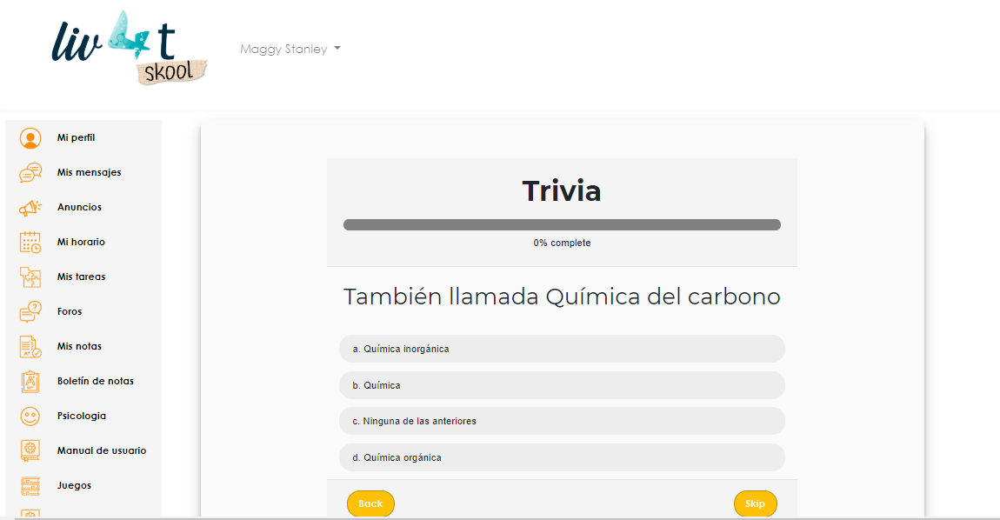 liv4t
SKOOL
Maggy Stanley
Mi perfil
Mis mensajes
Anuncios
Mi horario
Mis tareas
Foros
Mis notas
Boletín de notas
Psicología
Manual de usuario
Juegos
Trivia
0% complete
También llamada Química del carbono
a. Química inorgánica
b. Química
c. Ninguna de las anteriores
d. Química orgánica
Back
Skip